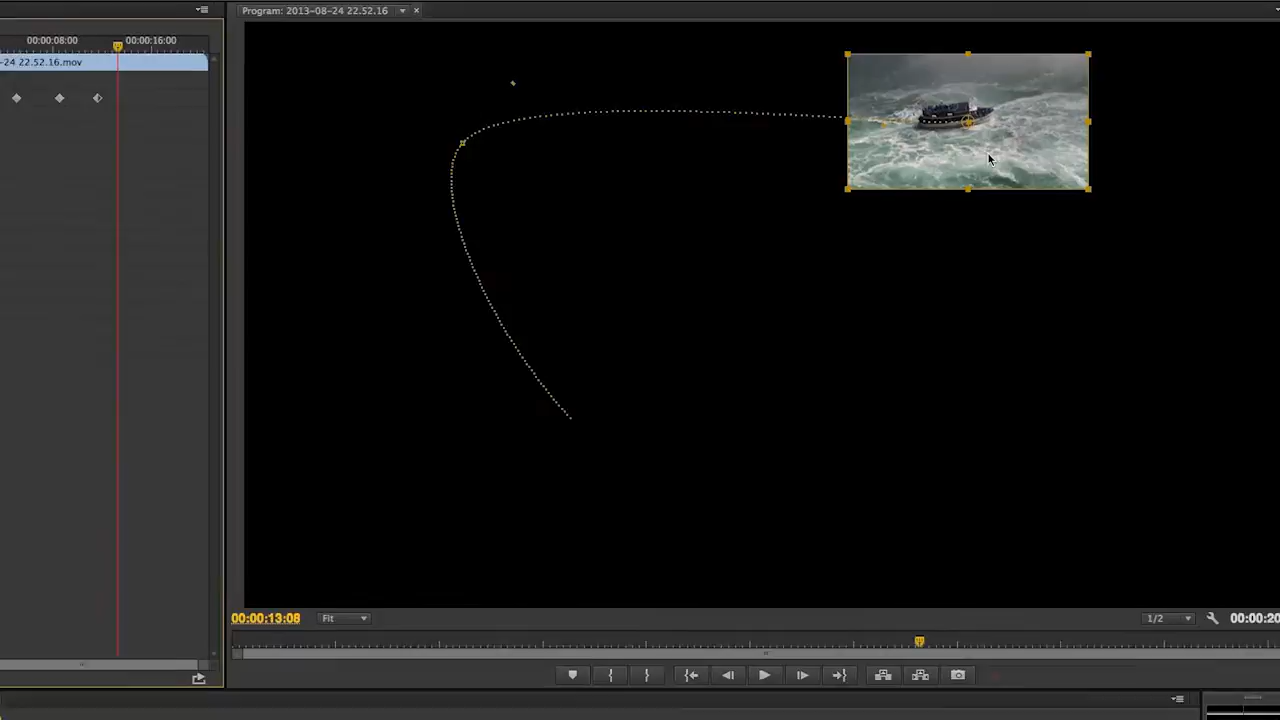 Program: 2013-08-24 22.52.16
00:00:08:00
00:00:16:00
-24 22.52.16.mov
00:00:13:08
Fit
1/2
00:00:20